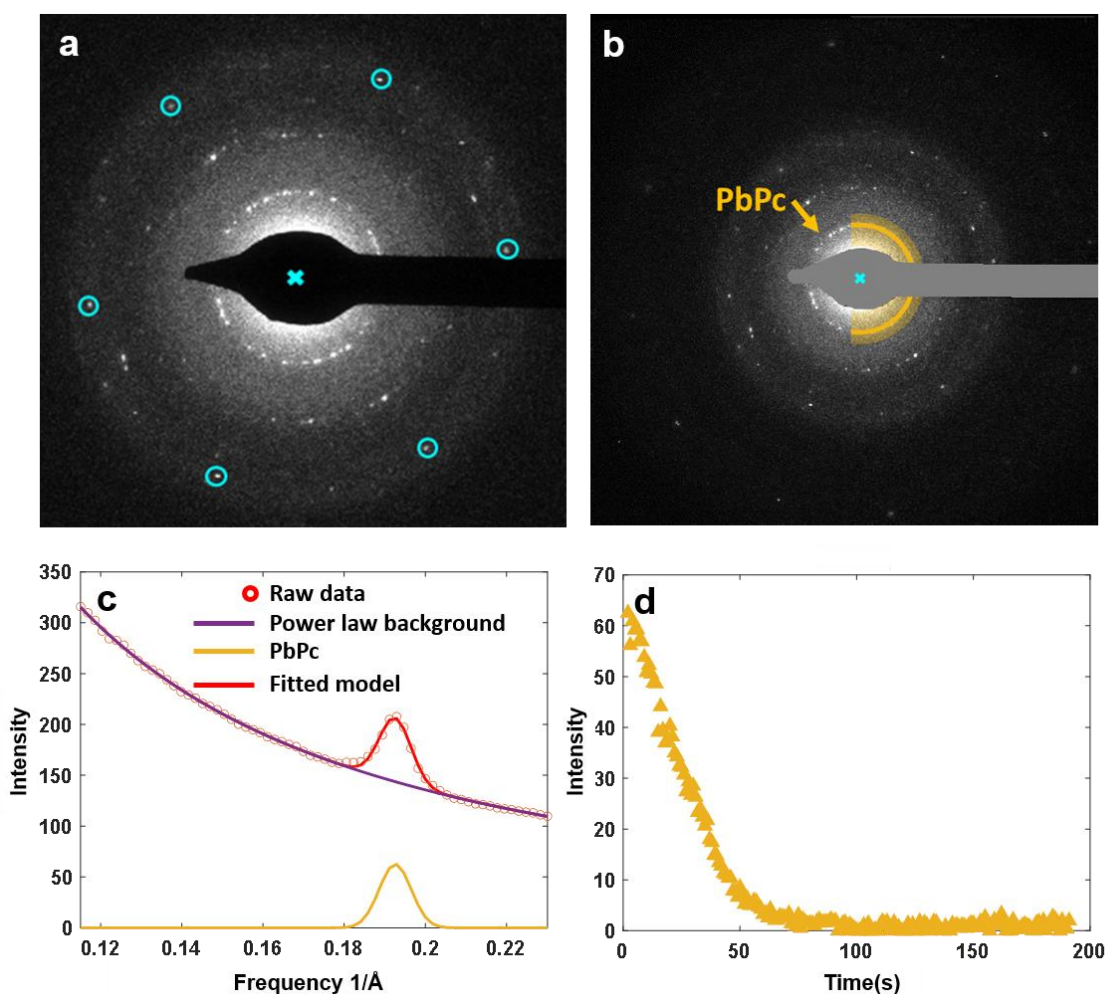 a
b
PbPc
c
Raw data
Power law background
PbPc
Fitted model
350
300
250
200
150
100
50
0
Intensity
0.12
0.14
0.16
0.18
0.2
0.22
Frequency 1/Å
d
70
60
50
40
30
20
10
0
Intensity
0
50
100
150
200
Time(s)